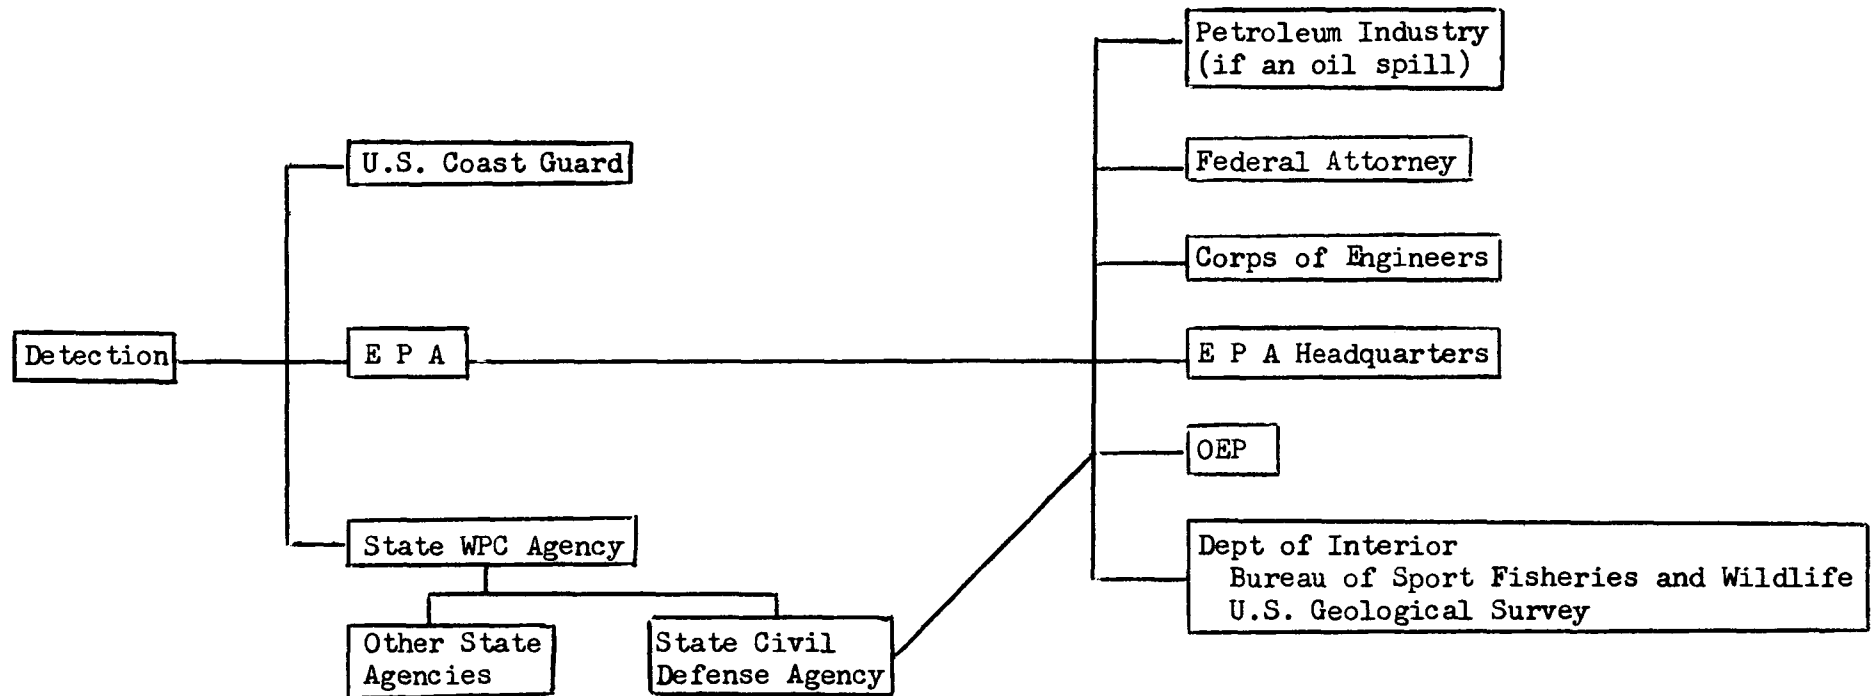 Petroleum Industry
(if an oil spill)
U.S. Coast Guard
Federal Attorney
Corps of Engineers
Detection
E P A
E P A Headquarters
OEP
State WPC Agency
Dept of Interior
Bureau of Sport Fisheries and Wildlife
U.S. Geological Survey
Other State
Agencies
State Civil
Defense Agency